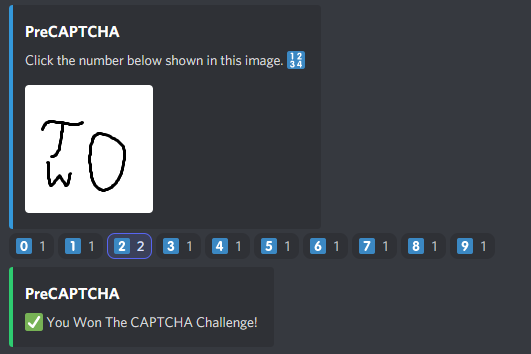 PreCAPTCHA
Click the number below shown in this image. 🔢
T O
W
0 1 1 1 2 2 3 1 4 1 5 1 6 1 7 1 8 1 9 1
PreCAPTCHA
✅ You Won The CAPTCHA Challenge!